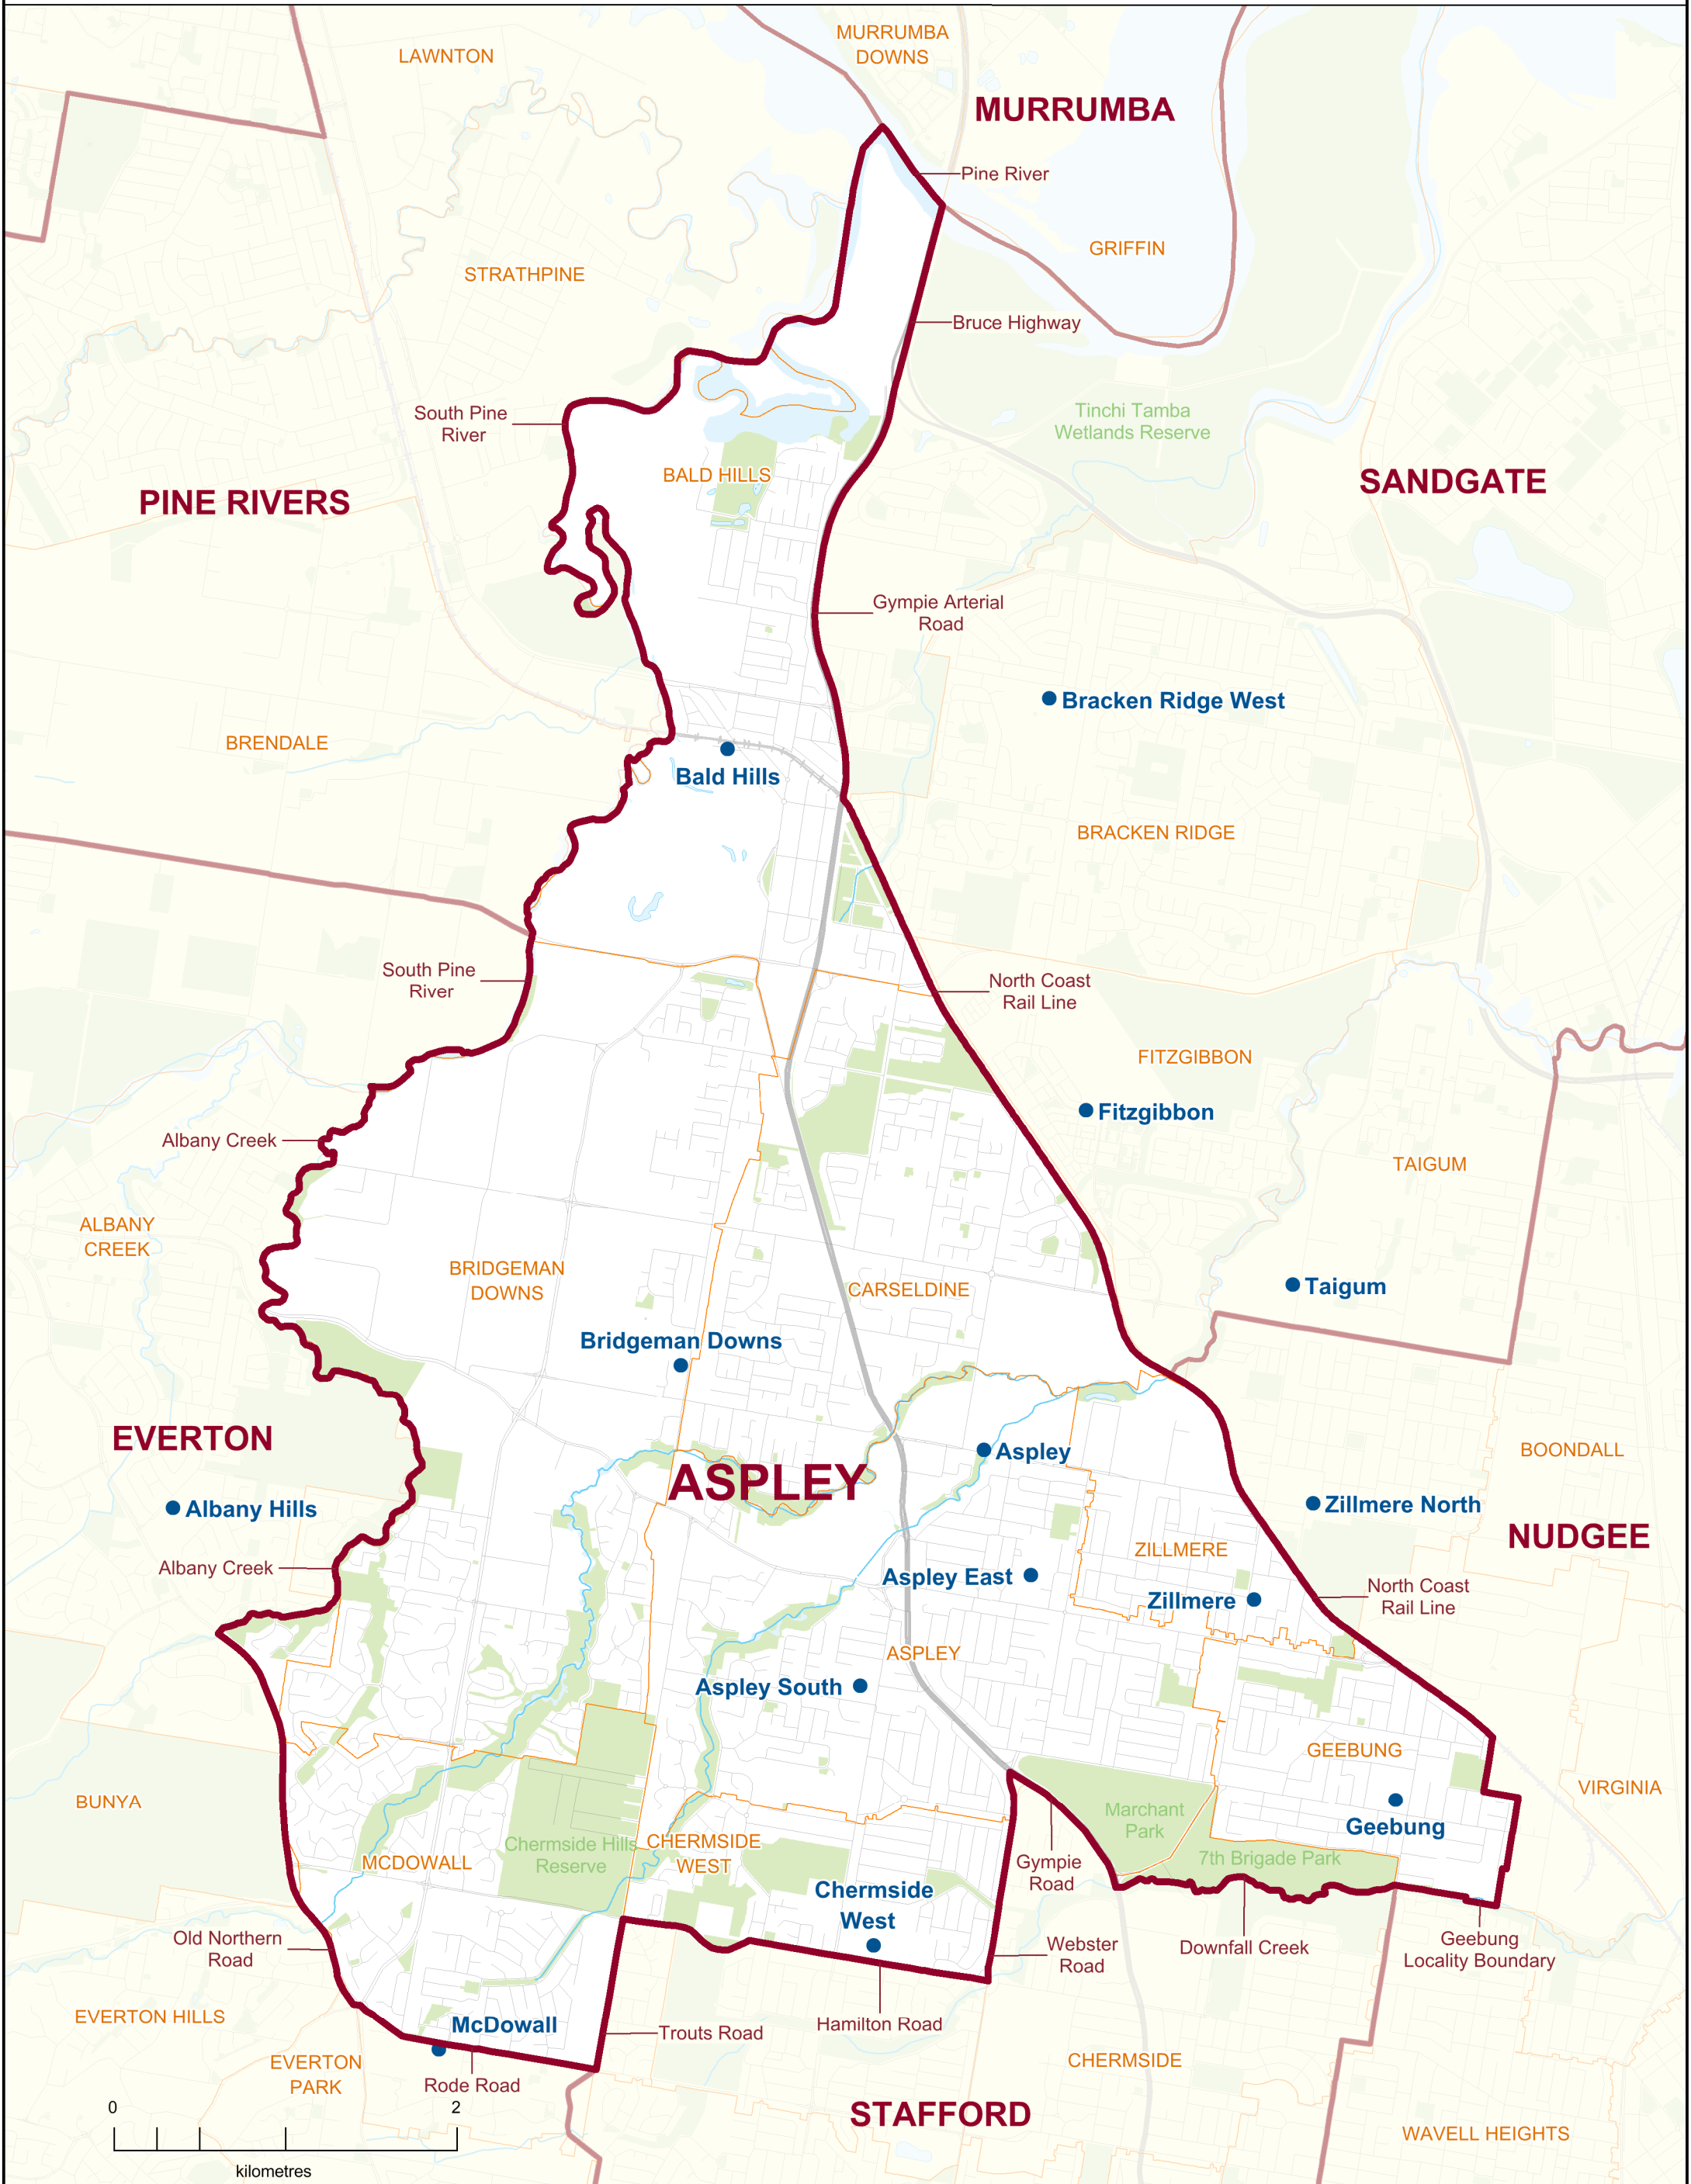 LAWNTON
MURRUMBA
DOWNS
MURRUMBA
Pine River
GRIFFIN
STRATHPINE
Bruce Highway
South Pine
River
Tinchi Tamba
Wetlands Reserve
BALD HILLS
PINE RIVERS
SANDGATE
Gympie Arterial
Road
Bracken Ridge West
BRENDALE
Bald Hills
BRACKEN RIDGE
South Pine
River
North Coast
Rail Line
FITZGIBBON
Fitzgibbon
Albany Creek
TAIGUM
ALBANY
CREEK
BRIDGEMAN
DOWNS
CARSELDINE
Taigum
Bridgeman Downs
EVERTON
ASPLEY
Aspley
BOONDALL
Albany Hills
Zillmere North
NUDGEE
ZILLMERE
Albany Creek
Aspley East
Zillmere
North Coast
Rail Line
ASPLEY
Aspley South
GEEBUNG
BUNYA
VIRGINIA
Marchant
Park
Geebung
Chermside Hills
Reserve
CHERMSIDE
WEST
MCDOWALL
7th Brigade Park
Gympie
Road
Chermside
West
Old Northern
Road
Webster
Road
Downfall Creek
Geebung
Locality Boundary
EVERTON HILLS
McDowall
Trouts Road
Hamilton Road
EVERTON
PARK
Rode Road
CHERMSIDE
STAFFORD
WAVELL HEIGHTS
0 2
kilometres